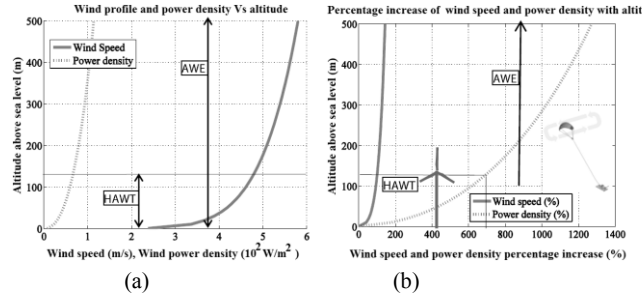 Wind profile and power density Vs altitude
500
400
300
200
100
0
Altitude above sea level (m)
Wind Speed
Power density
AWE
HAWT
0 1 2 3 4 5 6
Wind speed (m/s), Wind power density (10² W/m²)
(a)
Percentage increase of wind speed and power density with altit
500
400
300
200
100
0
Altitude above sea level (m)
AWE
HAWT
Wind speed (%)
Power density (%)
0 200 400 600 800 1000 1200 1400
Wind speed and power density percentage increase (%)
(b)